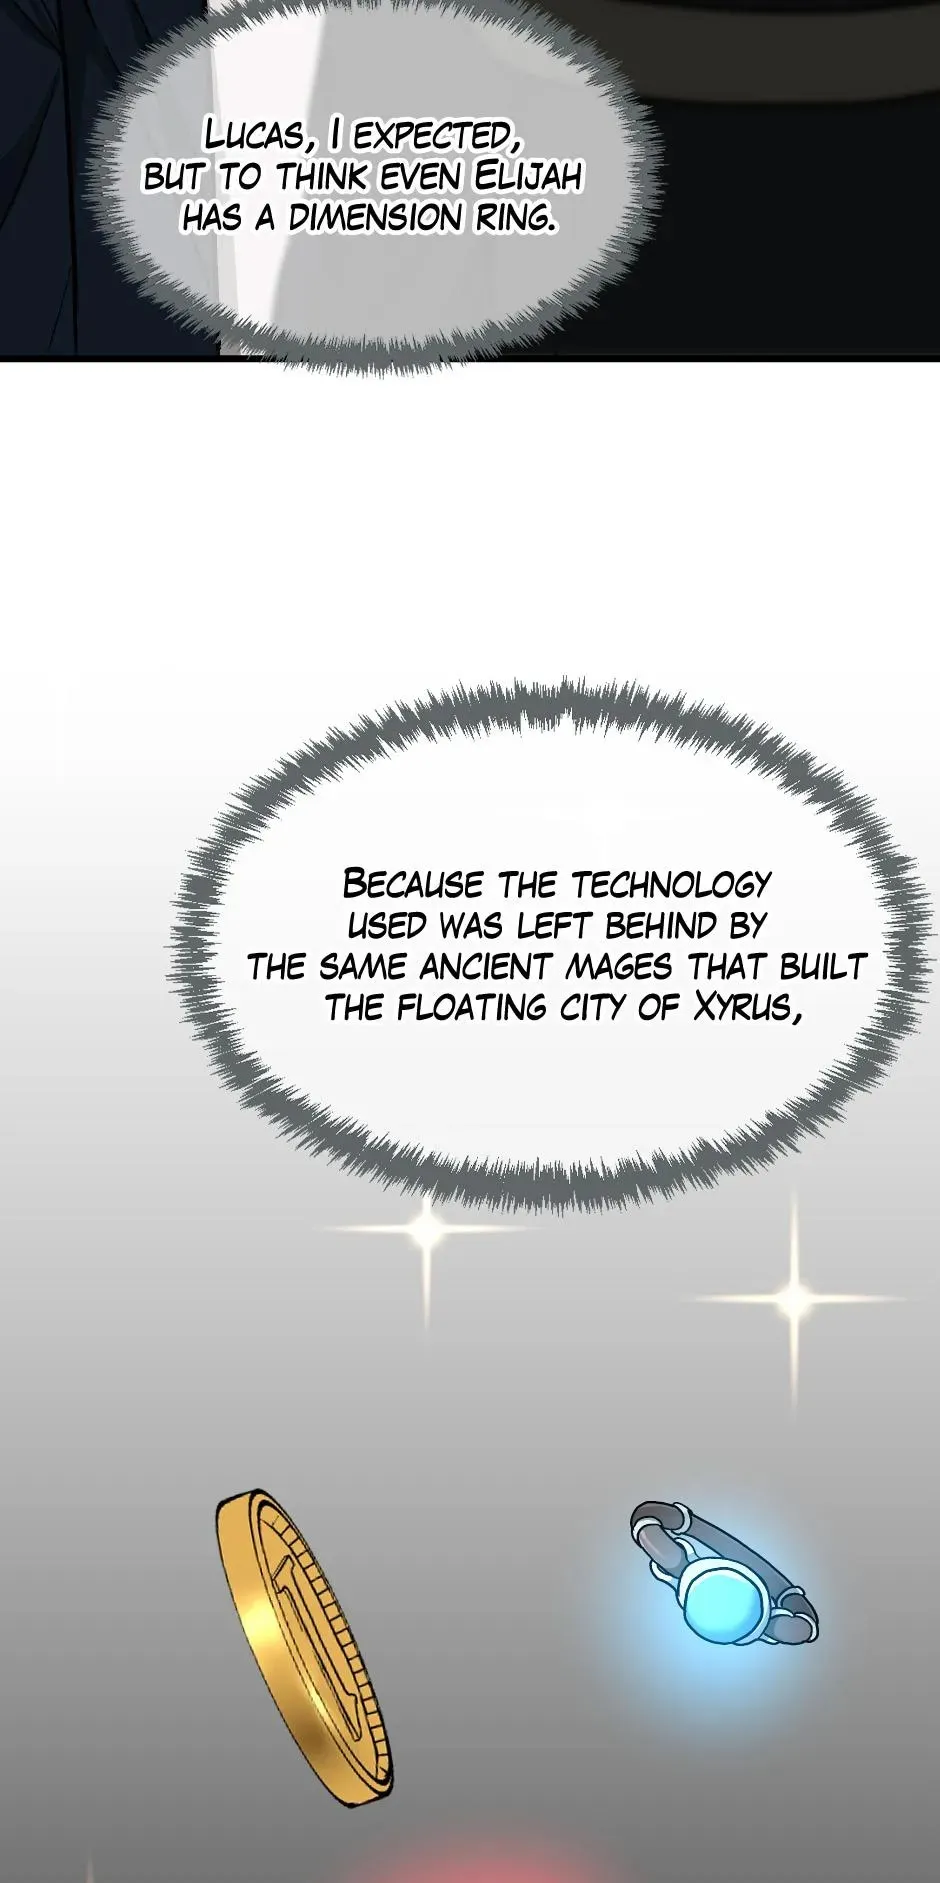 LUCAS, I EXPECTED,
BUT TO THINK EVEN ELIJAH
HAS A DIMENSION RING.
BECAUSE THE TECHNOLOGY
USED WAS LEFT BEHIND BY
THE SAME ANCIENT MAGES THAT BUILT
THE FLOATING CITY OF XYRUS,
1